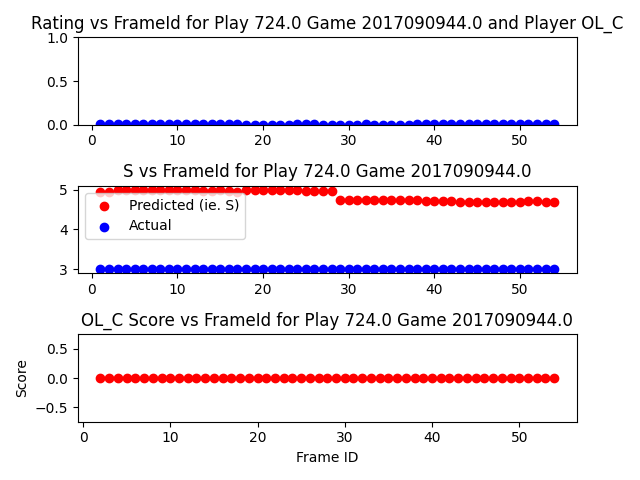 Rating vs FrameId for Play 724.0 Game 2017090944.0 and Player OL_C
1.0
0.5
0.0
0 10 20 30 40 50
S vs FrameId for Play 724.0 Game 2017090944.0
5
4
3
Predicted (ie. S)
Actual
0 10 20 30 40 50
OL_C Score vs FrameId for Play 724.0 Game 2017090944.0
Score
0.5
0.0
−0.5
0 10 20 30 40 50
Frame ID